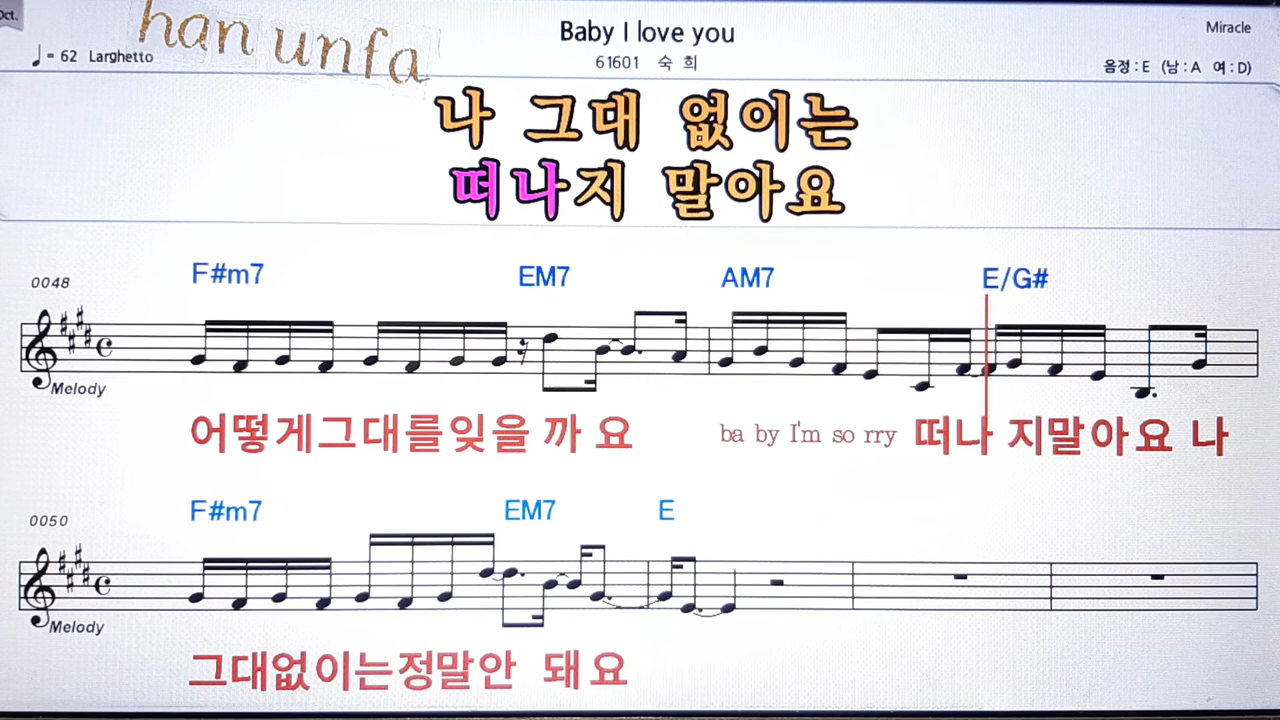 Oct.
han unfa
Baby I love you
Miracle
♩= 62 Larghetto
61601 숙 희
음정 : E (남 : A 여 : D)
나 그대 없이는
떠나지 말아요
0048
F#m7 EM7 AM7 E/G#
Melody
어떻게그대를잊을 까 요 ba by I'm so rry 떠나 지말아요 나
0050
F#m7 EM7 E
Melody
그대없이는정말안 돼요